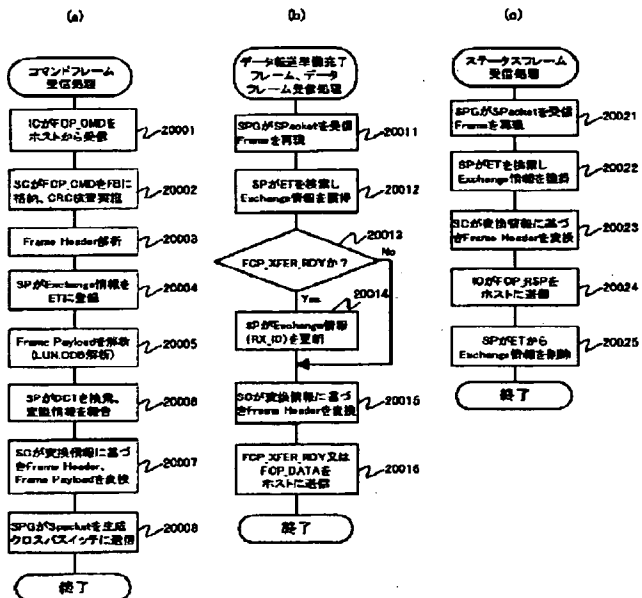 (a)
コマンドフレーム
受信処理
ICがFCP_CMDを
ホストから受信
20001
SCがFCP_CMDをFBに
格納、CRC検査実施
20002
Frame Header解析
20003
SPがExchange情報を
ETに登録
20004
Frame Payloadを解析
(LUN,CDB解析)
20005
SPがDCTを検索、
変換情報を報告
20006
SCが変換情報に基づ
きFrame Header、
Frame Payloadを変換
20007
SPGがSpacketを生成
クロスバスイッチに送信
20008
終了
(b)
データ転送準備完了
フレーム、データ
フレーム受信処理
SPGがSPacketを受信
Frameを再現
20011
SPがETを検索し
Exchange情報を獲得
20012
FCP_XFER_RDYか?
20013
No
Yes
20014
SPがExchange情報
(RX_ID)を更新
SCが変換情報に基づ
きFrame Headerを変換
20015
FCP_XFER_RDY又は
FCP_DATAを
ホストに送信
20016
終了
(c)
ステータスフレーム
受信処理
SPGがSPacketを受信
Frameを再現
20021
SPがETを検索し
Exchange情報を獲得
20022
SCが変換情報に基づ
きFrame Headerを変換
20023
ICがFCP_RSPを
ホストに送信
20024
SPがETから
Exchange情報を削除
20025
終了